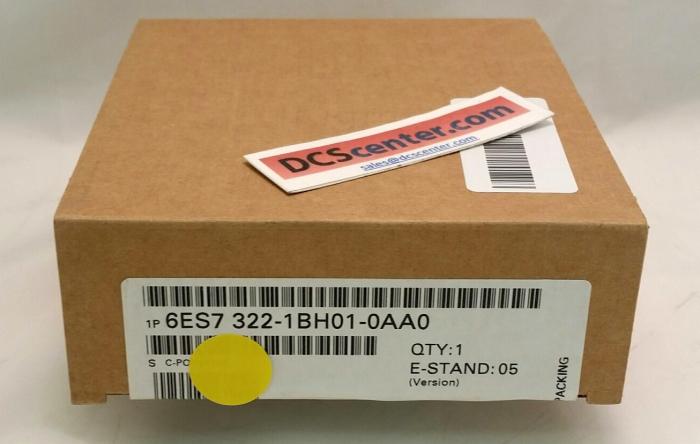 DCScenter.com
sales@dcscenter.com
1P 6ES7 322-1BH01-0AA0
S C-PO
QTY:1
E-STAND: 05
(Version)
PACKING